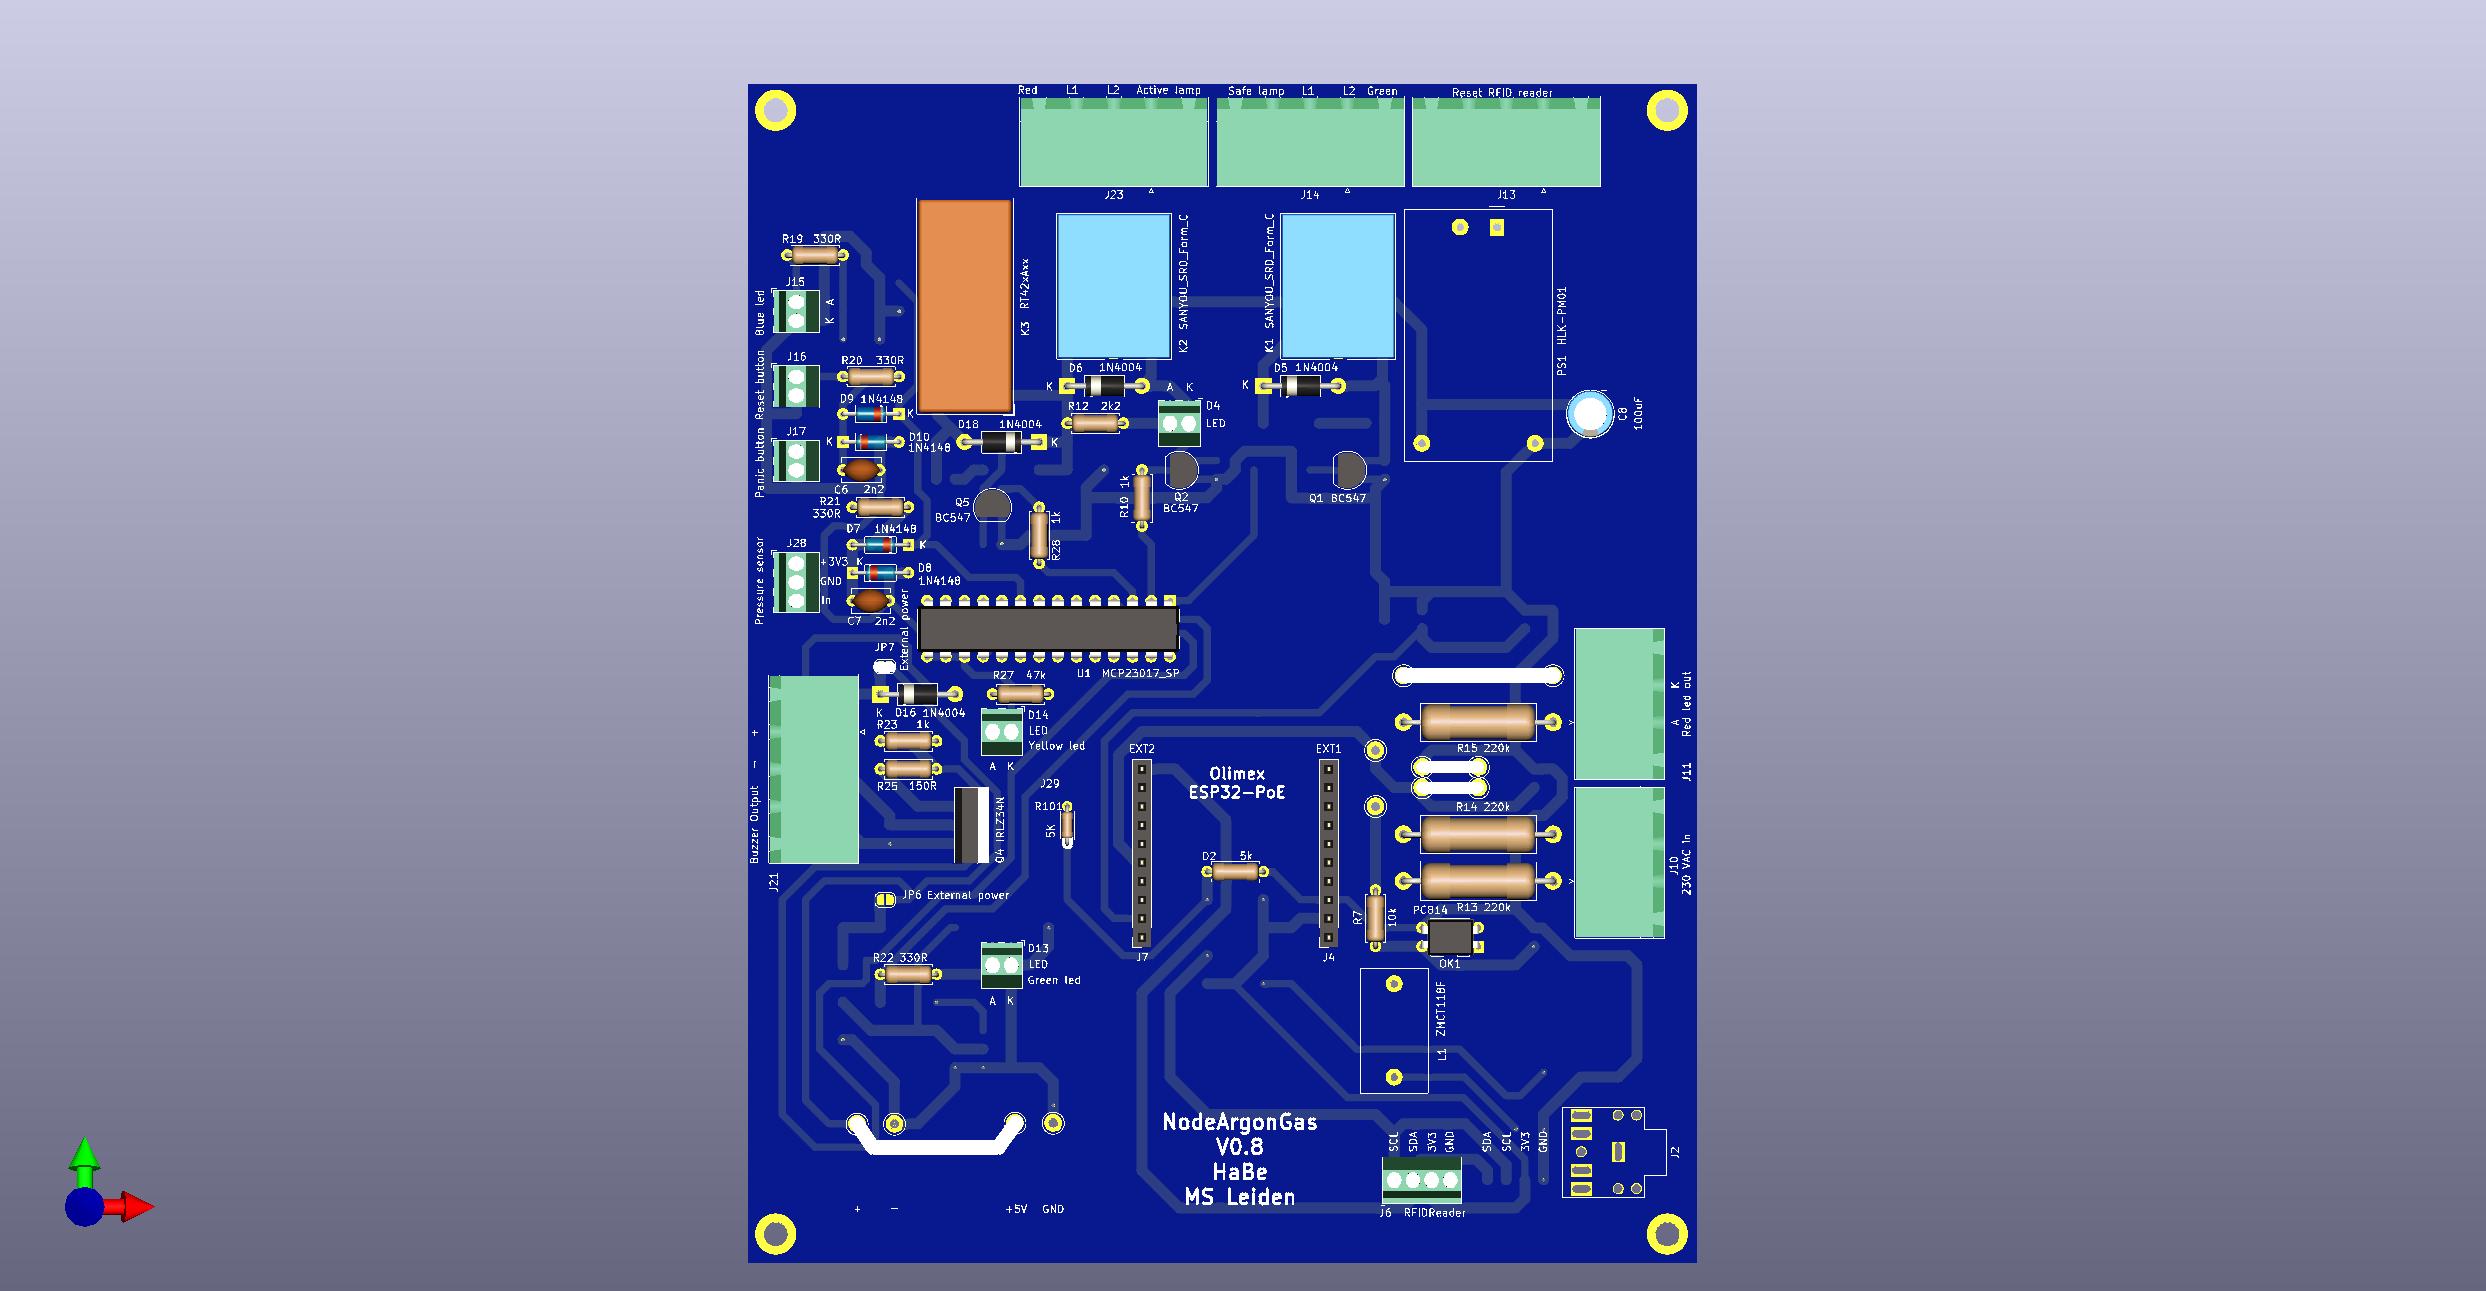 Red L1 L2 Active lamp
Safe lamp L1 L2 Green
Reset RFID reader
J23
J14
J13
R19 330R
J15
Blue led
A
K
K3 RT42xAxx
K2 SANYOU_SRD_Form_C
K1 SANYOU_SRD_Form_C
PS1 HLK-PM01
J16
Reset button
R20 330R
D9 1N4148
K
D6 1N4004
K
A K
D5 1N4004
K
R12 2k2
D4
LED
C8
100uF
J17
Panic button
K
D10
1N4148
D18 1N4004
K
C6 2n2
R21
330R
Q5
BC547
R28 1k
R10 1k
Q2
BC547
Q1 BC547
D7 1N4148
K
J28
Pressure sensor
+3V3
GND
In
K
D8
1N4148
C7 2n2
External power
JP7
U1 MCP23017_SP
R27 47k
K
D16 1N4004
D14
LED
Yellow led
A K
R23 1k
R25 150R
+
-
Buzzer Output
J21
Q4 IRLZ34N
J29
R101
5K
EXT2
EXT1
Olimex
ESP32-PoE
D2 5k
J7
J4
R15 220k
R14 220k
R13 220k
A K
Red led out
J11
J10
230 VAC In
R7
10k
PC814
OK1
JP6 External power
D13
LED
Green led
A K
R22 330R
L1 ZMCT118F
NodeArgonGas
V0.8
HaBe
MS Leiden
SCL
SDA
3V3
GND
SDA
SCL
3V3
GND
J2
J6 RFIDReader
+ - +5V GND